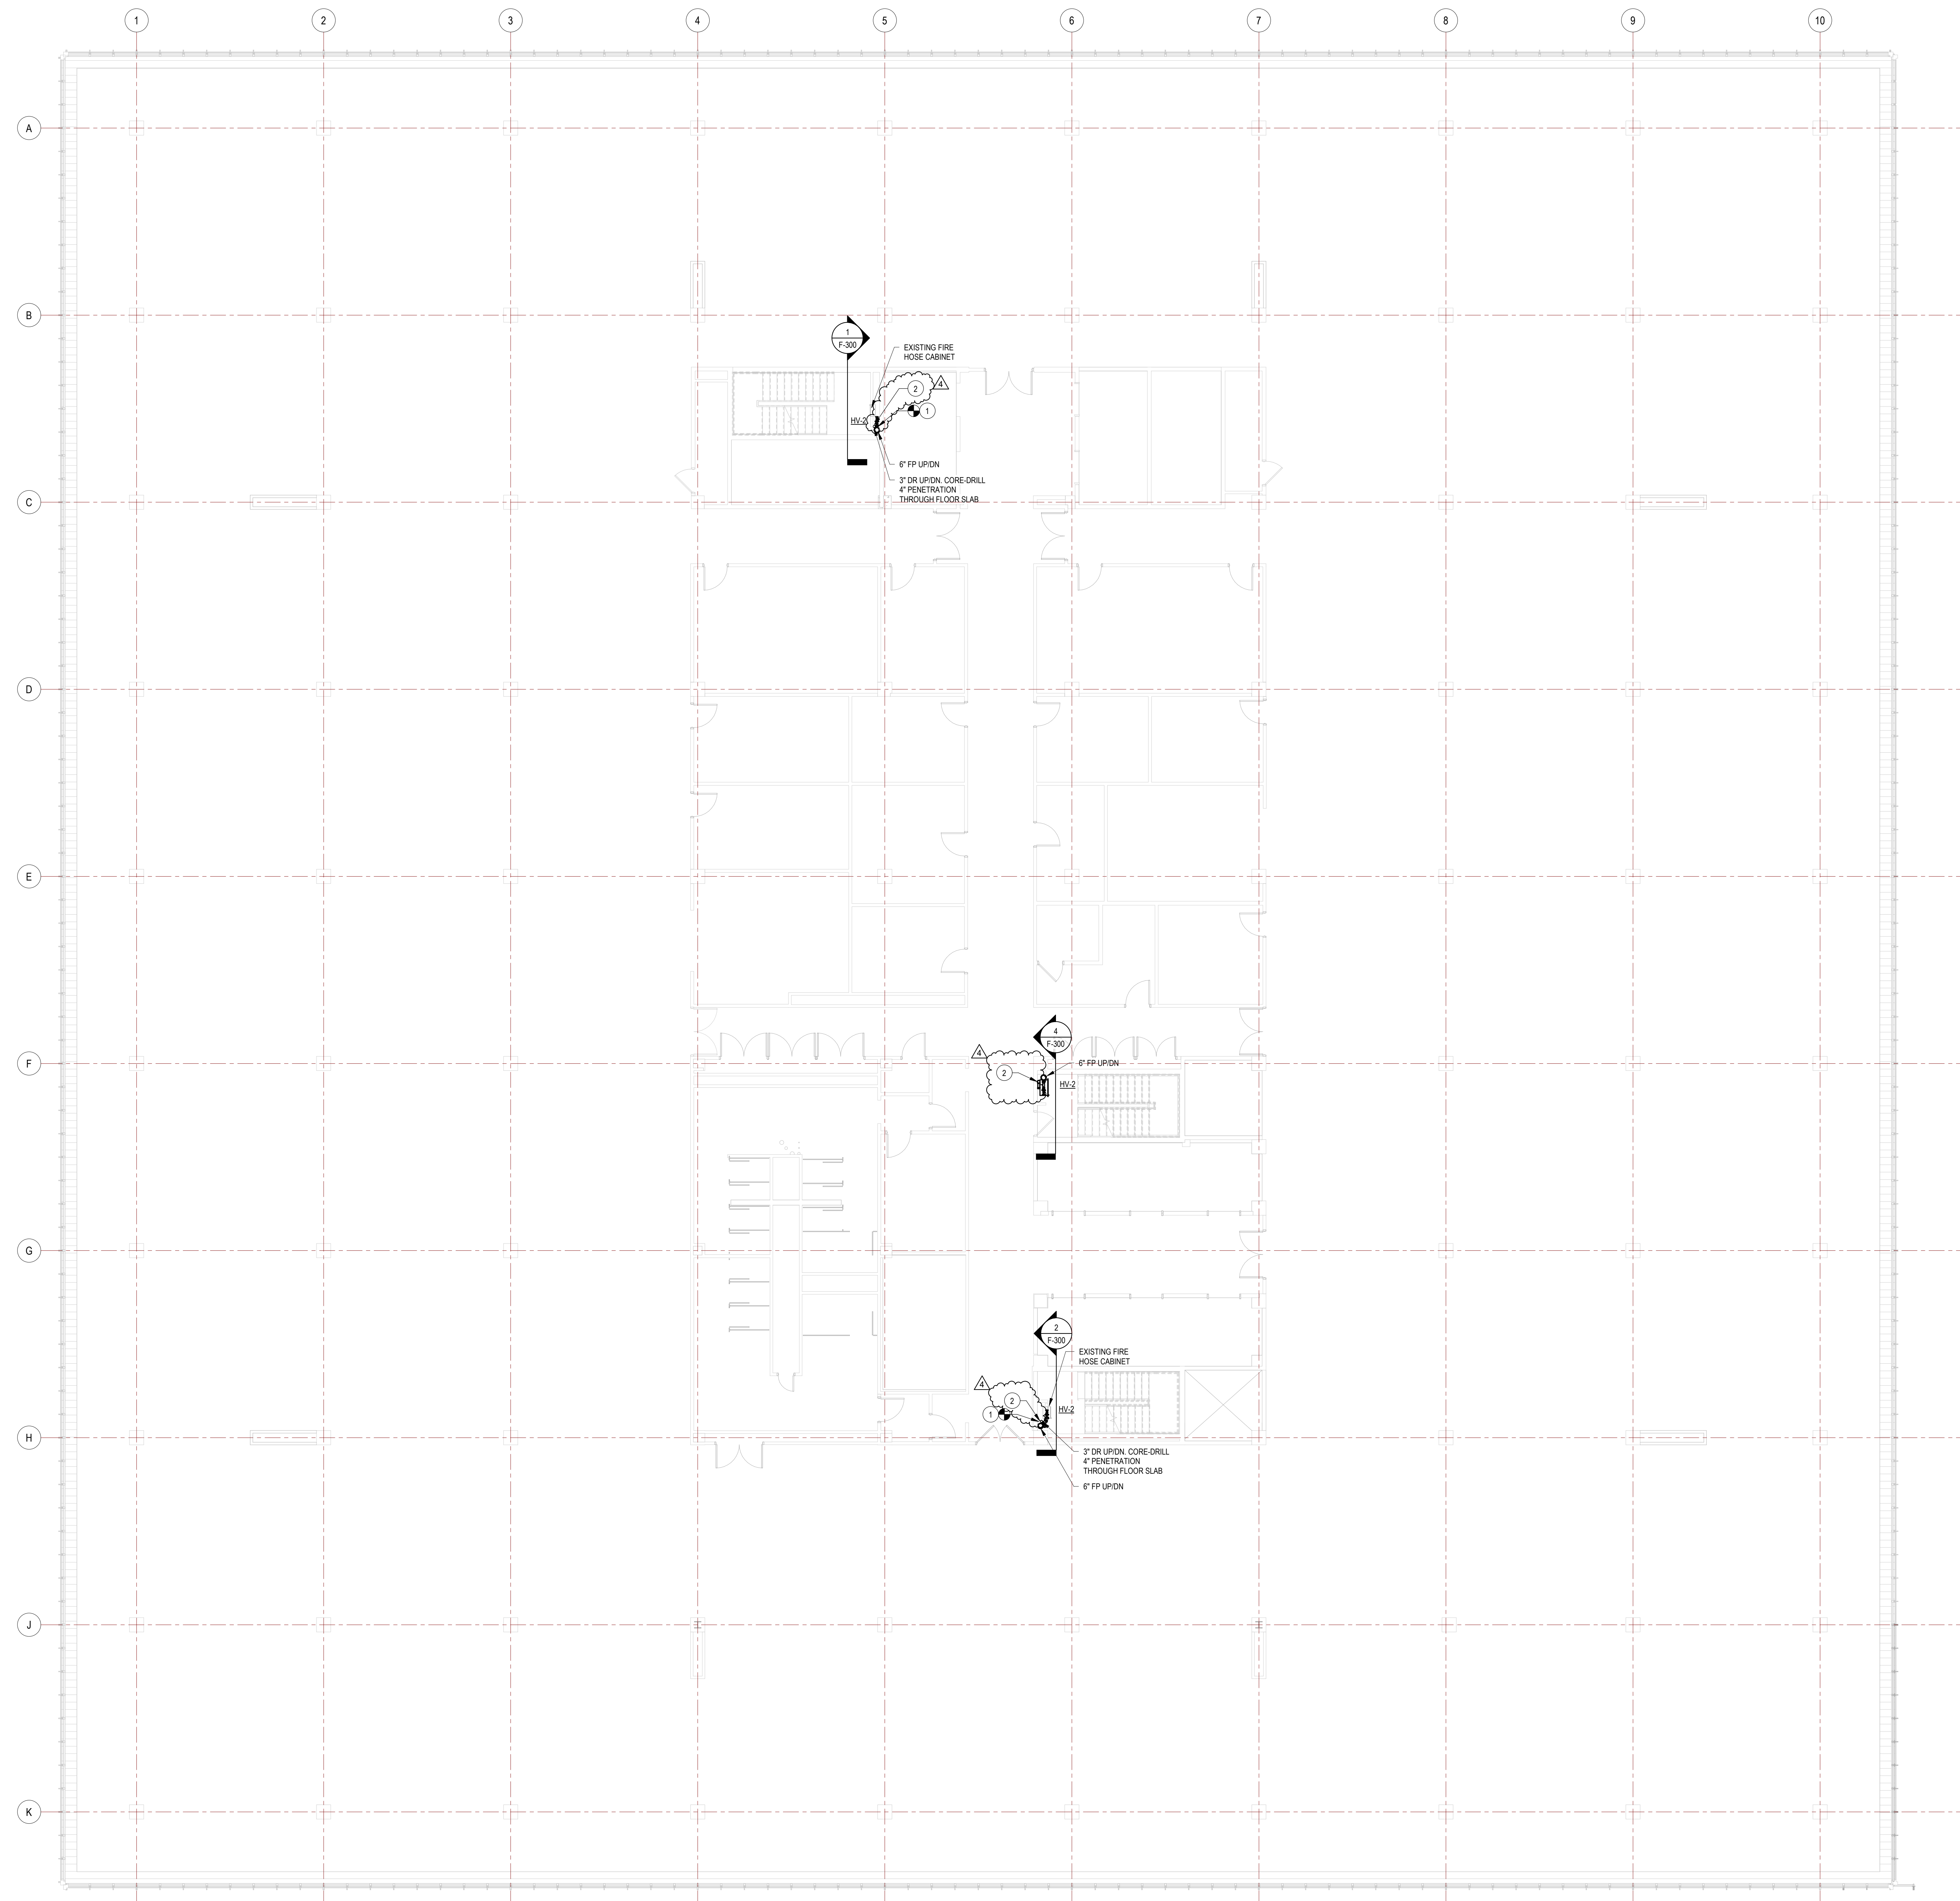 1
2
3
4
5
6
7
8
9
10
A
B
1
F-300
EXISTING FIRE
HOSE CABINET
2
4
1
HV-2
6" FP UP/DN
3" DR UP/DN. CORE-DRILL
4" PENETRATION
THROUGH FLOOR SLAB
C
D
E
4
F-300
4
F
6" FP UP/DN
2
HV-2
G
2
F-300
EXISTING FIRE
HOSE CABINET
4
2
HV-2
1
H
3" DR UP/DN. CORE-DRILL
4" PENETRATION
THROUGH FLOOR SLAB
6" FP UP/DN
J
K